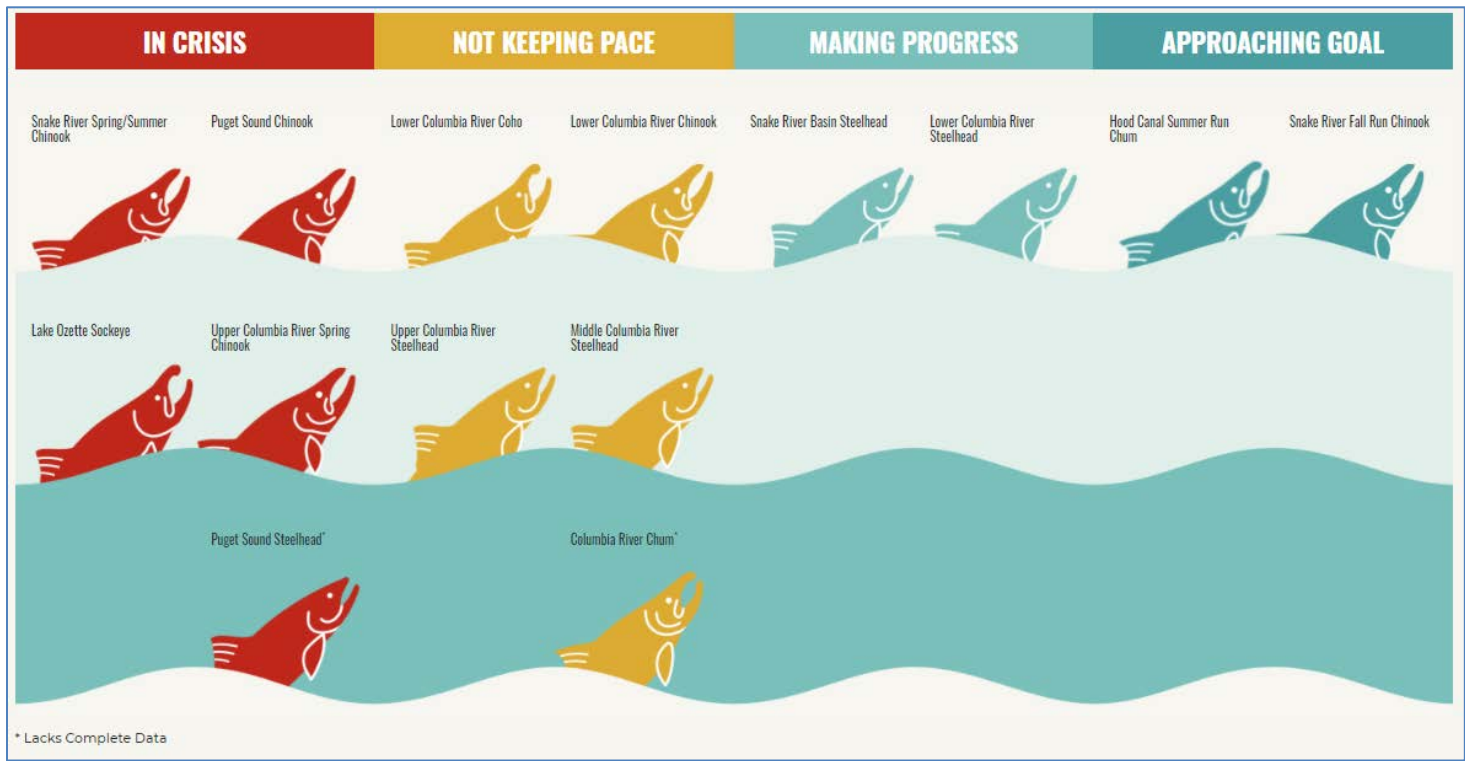 IN CRISIS
NOT KEEPING PACE
MAKING PROGRESS
APPROACHING GOAL
Snake River Spring/Summer
Chinook
Puget Sound Chinook
Lower Columbia River Coho
Lower Columbia River Chinook
Snake River Basin Steelhead
Lower Columbia River
Steelhead
Hood Canal Summer Run
Chum
Snake River Fall Run Chinook
Lake Ozette Sockeye
Upper Columbia River Spring
Chinook
Upper Columbia River
Steelhead
Middle Columbia River
Steelhead
Puget Sound Steelhead*
Columbia River Chum*
* Lacks Complete Data